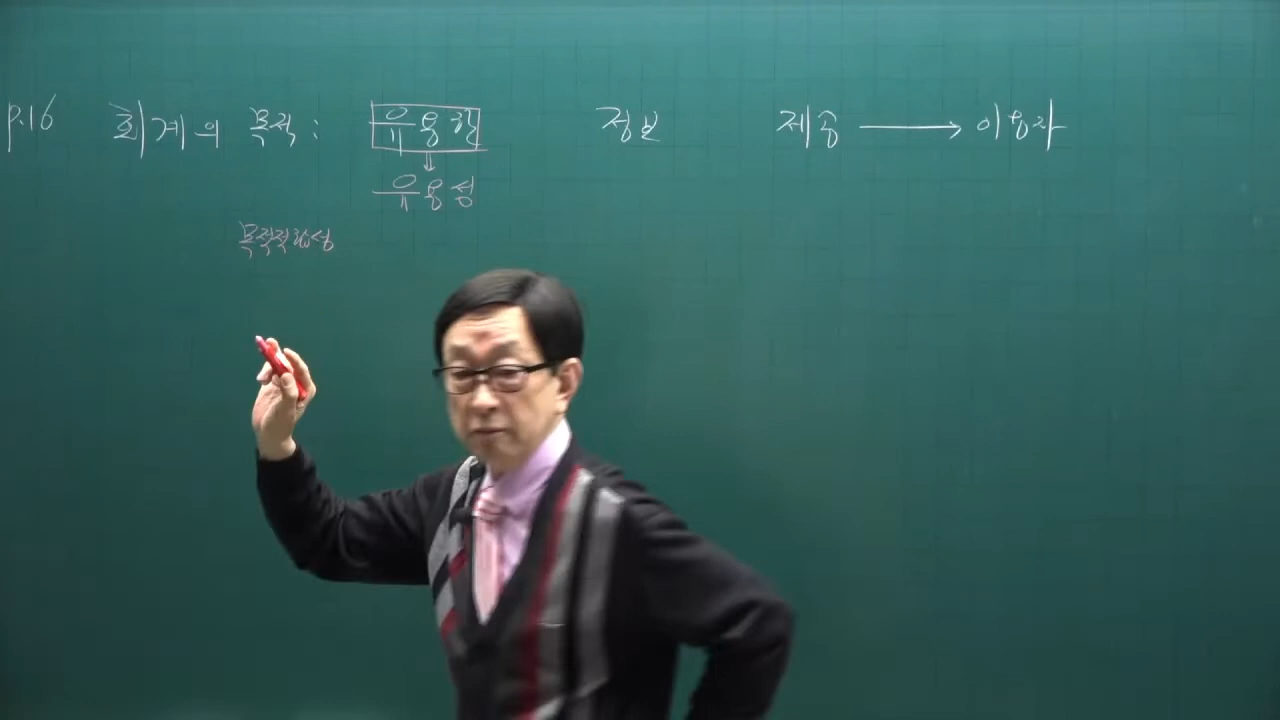 p.16 회계의 목적 : 유용한 정보 제공 → 이용자
↓
유용성
목적적합성